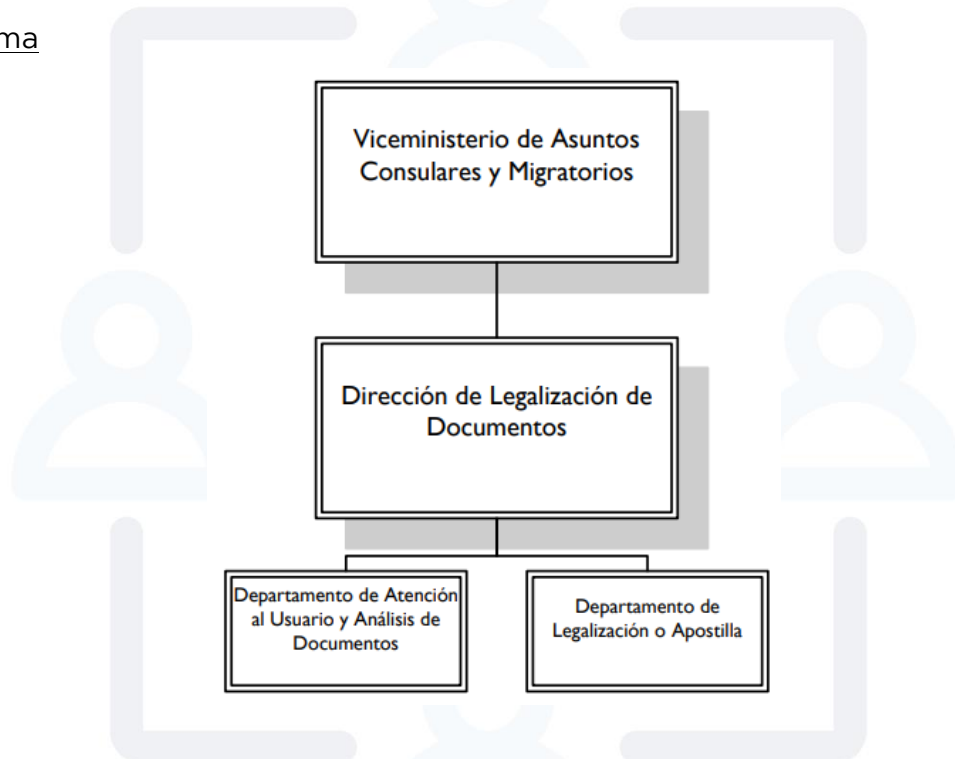 ma
Viceministerio de Asuntos
Consulares y Migratorios
Dirección de Legalización de
Documentos
Departamento de Atención
al Usuario y Análisis de
Documentos
Departamento de
Legalización o Apostilla